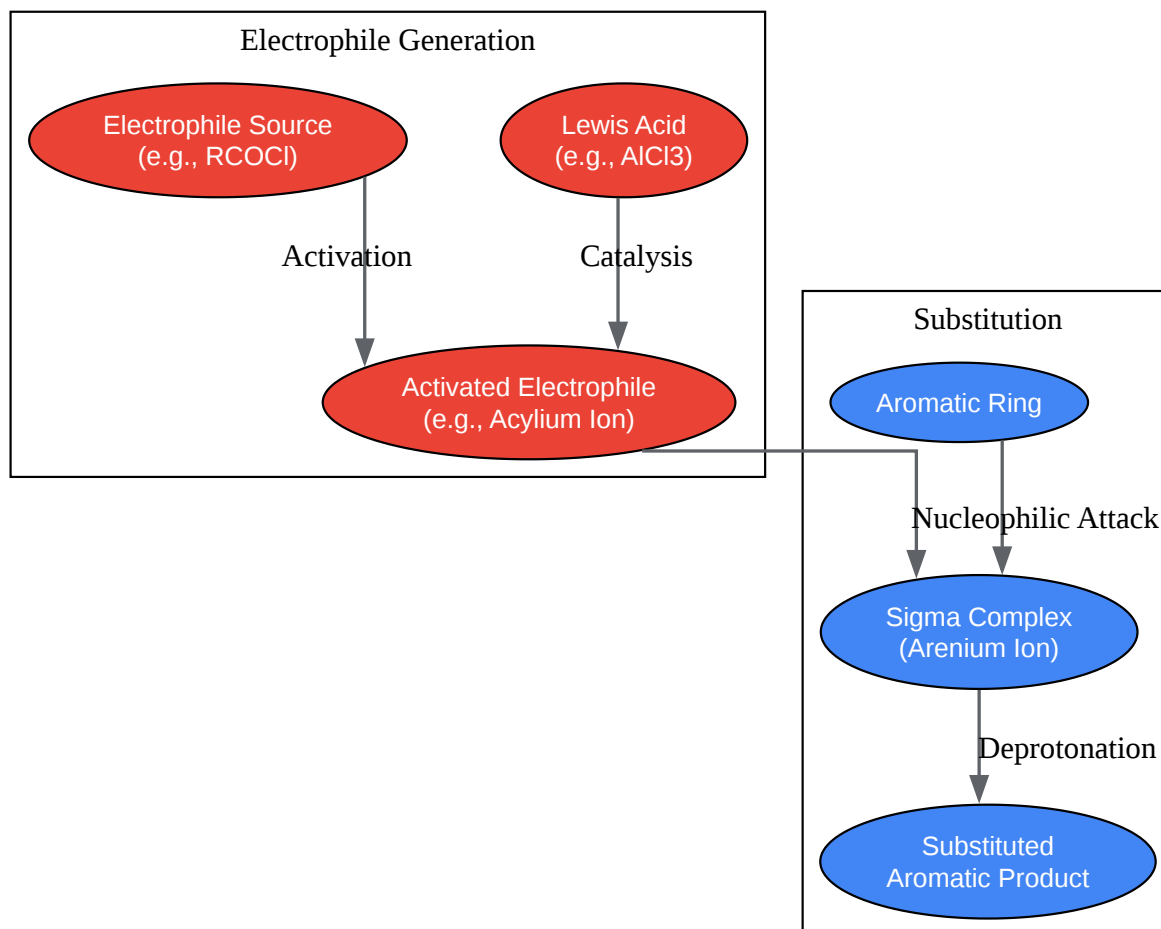 Electrophile Generation
Electrophile Source
(e.g., RCOCl)
Lewis Acid
(e.g., AlCl3)
Activation
Catalysis
Activated Electrophile
(e.g., Acylium Ion)
Substitution
Aromatic Ring
Nucleophilic Attack
Sigma Complex
(Arenium Ion)
Deprotonation
Substituted
Aromatic Product